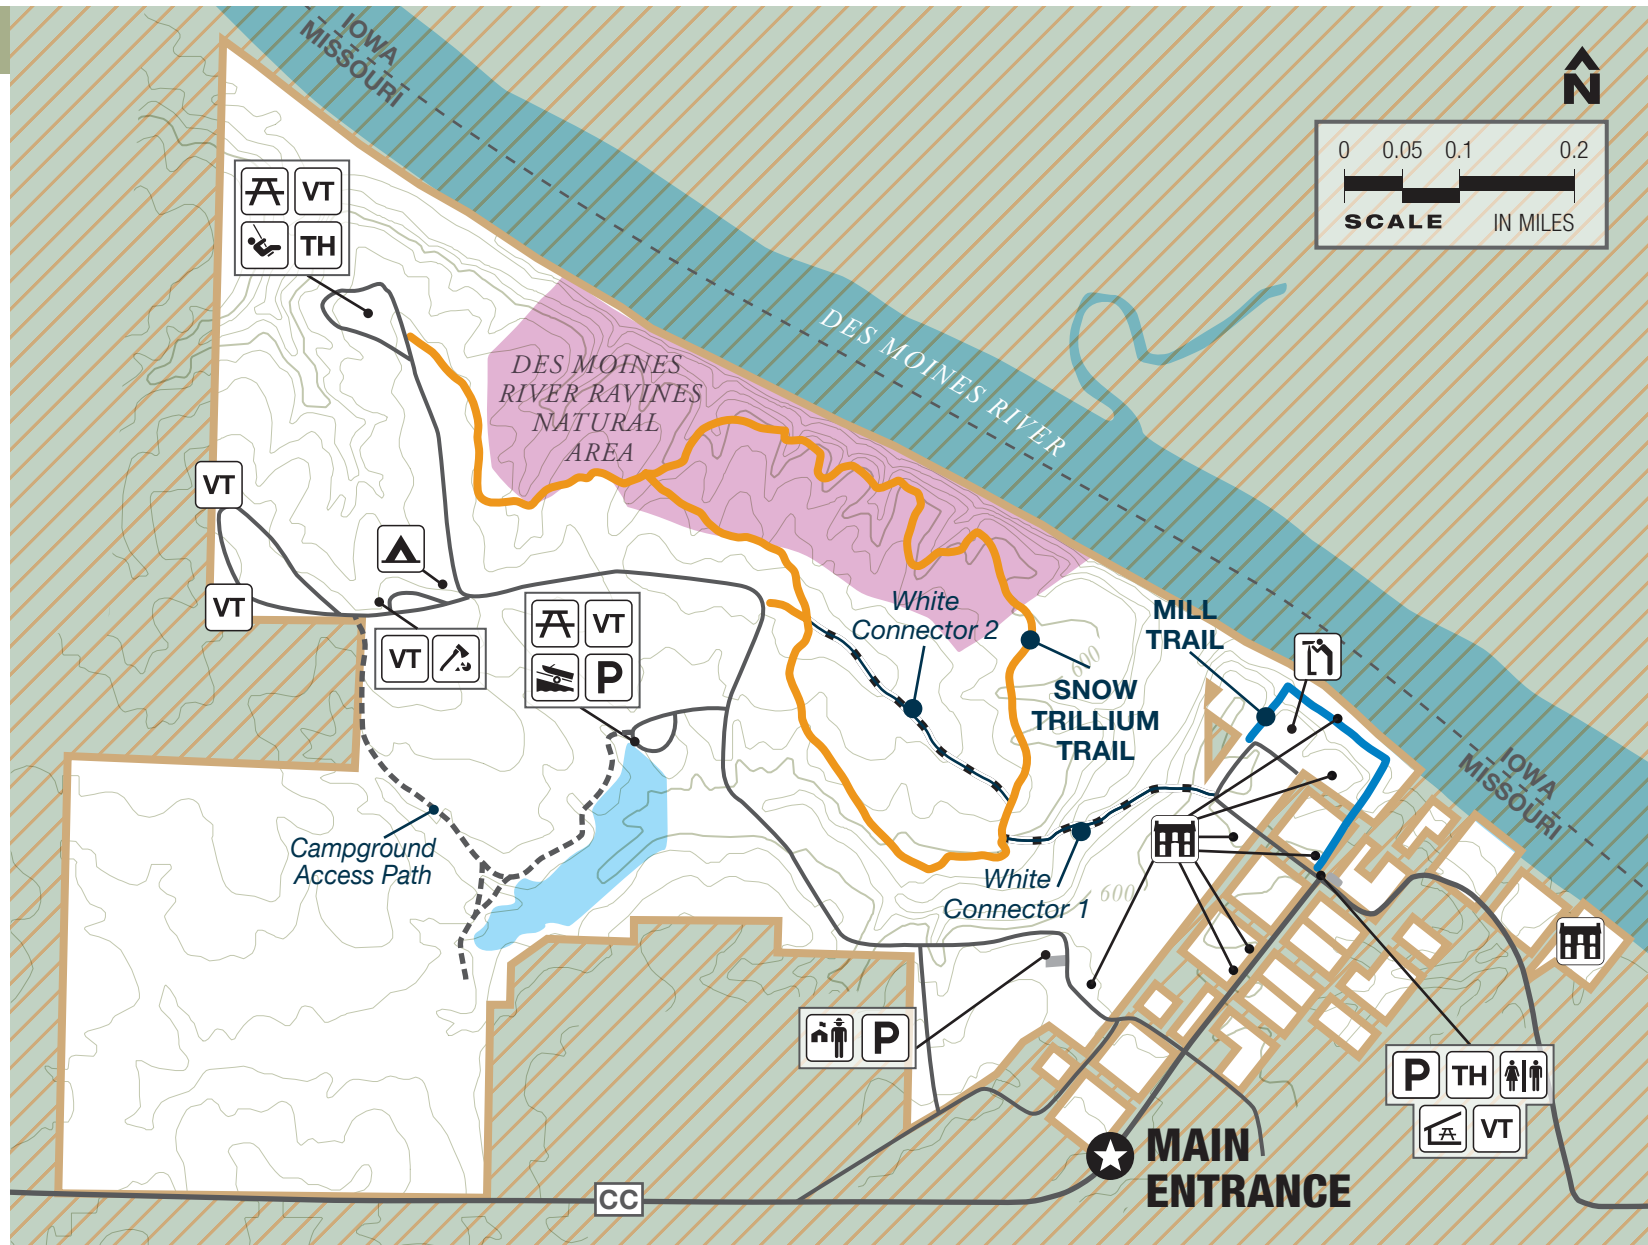 IOWA
MISSOURI
N
0 0.05 0.1 0.2
SCALE IN MILES
VT
TH
DES MOINES RIVER
DES MOINES
RIVER RAVINES
NATURAL
AREA
VT
VT
VT
VT
P
White
Connector 2
MILL
TRAIL
600
SNOW
TRILLIUM
TRAIL
IOWA
MISSOURI
Campground
Access Path
White
Connector 1
600
P
P
TH
VT
MAIN
ENTRANCE
CC